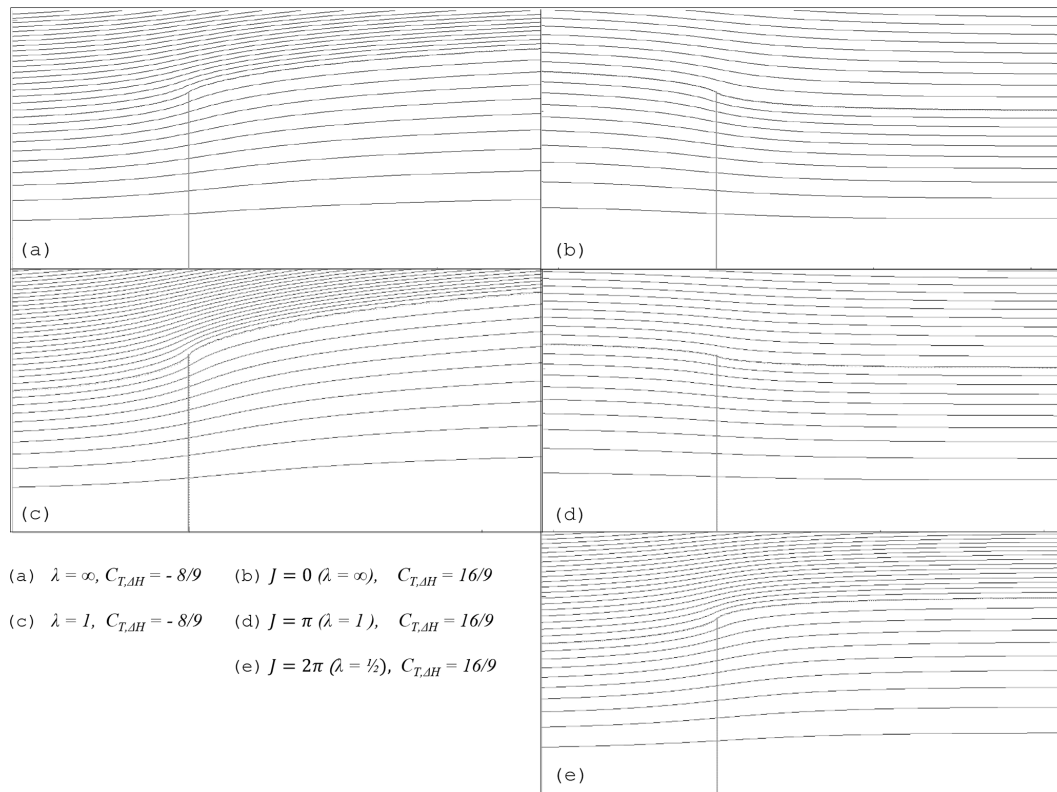 (a)
(b)
(c)
(d)
(a) λ = ∞, C_{T,ΔH} = - 8/9 (b) J = 0 (λ = ∞), C_{T,ΔH} = 16/9
(c) λ = 1, C_{T,ΔH} = - 8/9 (d) J = π (λ = 1 ), C_{T,ΔH} = 16/9
(e) J = 2π (λ = ½), C_{T,ΔH} = 16/9
(e)